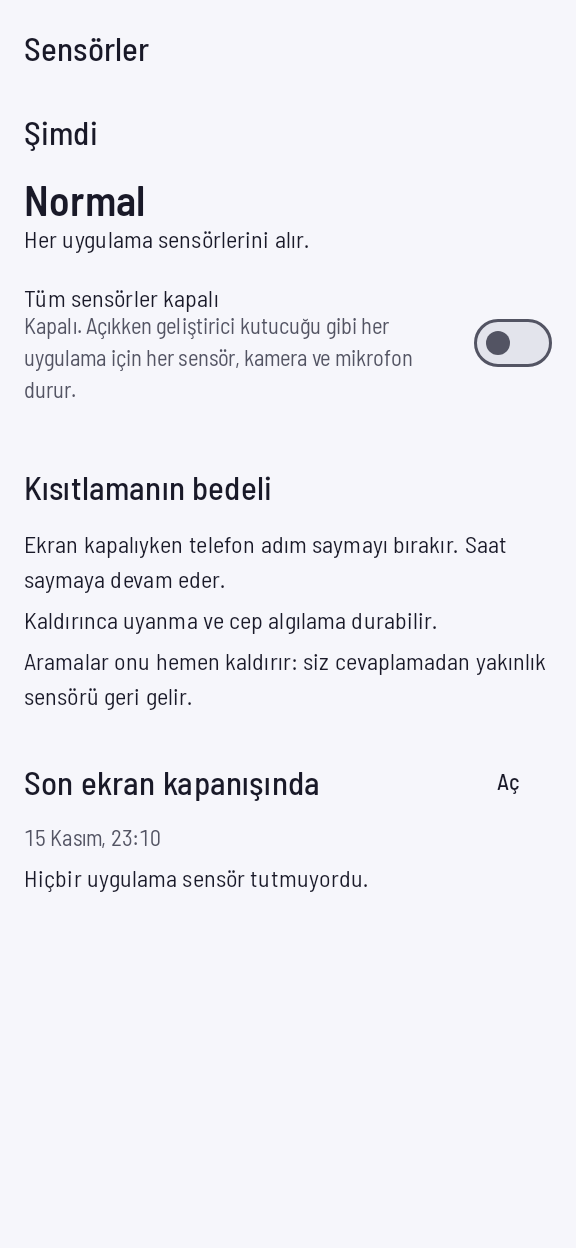 Sensörler
Şimdi
Normal
Her uygulama sensörlerini alır.
Tüm sensörler kapalı
Kapalı. Açıkken geliştirici kutucuğu gibi her
uygulama için her sensör, kamera ve mikrofon
durur.
Kısıtlamanın bedeli
Ekran kapalıyken telefon adım saymayı bırakır. Saat
saymaya devam eder.
Kaldırınca uyanma ve cep algılama durabilir.
Aramalar onu hemen kaldırır: siz cevaplamadan yakınlık
sensörü geri gelir.
Son ekran kapanışında
Aç
15 Kasım, 23:10
Hiçbir uygulama sensör tutmuyordu.